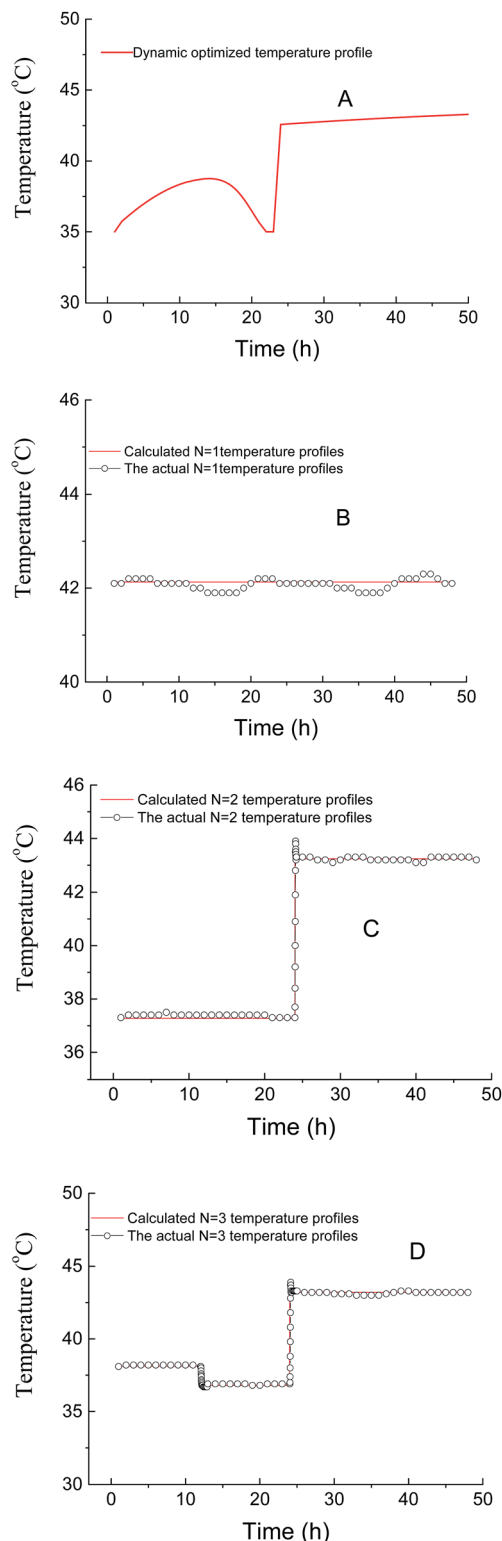 50
Dynamic optimized temperature profile
45
A
40
35
30
0 10 20 30 40 50
Temperature (°C)
Time (h)
46
Calculated N=1temperature profiles
The actual N=1temperature profiles
44
B
42
40
0 10 20 30 40 50
Temperature (°C)
Time (h)
46
Calculated N=2 temperature profiles
The actual N=2 temperature profiles
44
42
C
40
38
36
0 10 20 30 40 50
Temperature (°C)
Time (h)
50
Calculated N=3 temperature profiles
The actual N=3 temperature profiles
D
45
40
35
30
0 10 20 30 40 50
Temperature (°C)
Time (h)